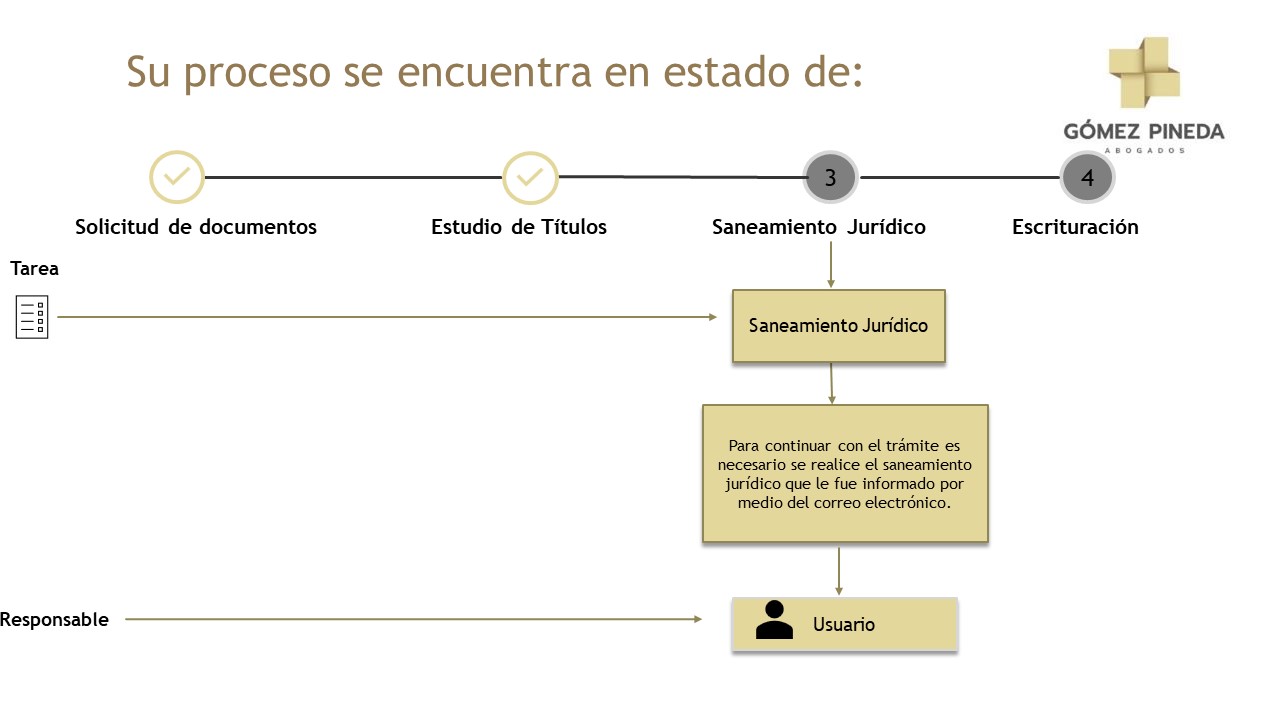 Su proceso se encuentra en estado de:
GÓMEZ PINEDA
ABOGADOS
3
4
Solicitud de documentos
Estudio de Títulos
Saneamiento Jurídico
Escrituración
Tarea
Saneamiento Jurídico
Para continuar con el trámite es
necesario se realice el saneamiento
jurídico que le fue informado por
medio del correo electrónico.
Responsable
Usuario